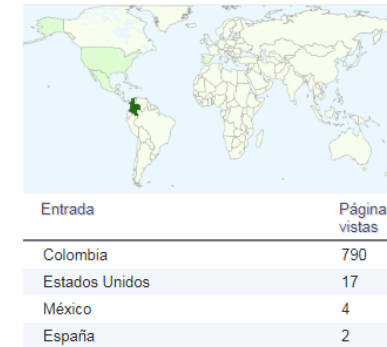 Entrada Página
vistas
Colombia 790
Estados Unidos 17
México 4
España 2